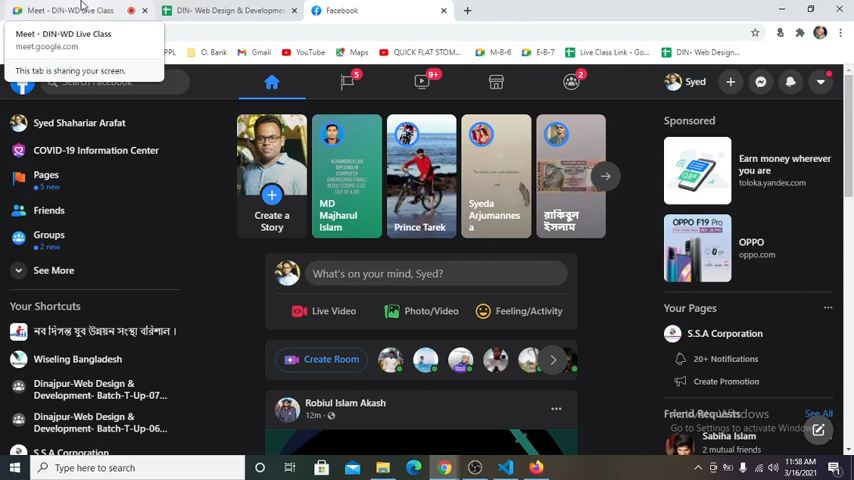 Meet - DIN-WD Live Class
DIN- Web Design & Developme
Facebook
Meet - DIN-WD Live Class
meet.google.com
This tab is sharing your screen.
PPL
O. Bank
G. Mail
YouTube
Maps
QUICK FLAT STOM...
M-B-6
E-B-7
Live Class Link - Go...
DIN- Web Design...
Search Facebook
5
9+
2
Syed
Syed Shahariar Arafat
COVID-19 Information Center
Pages
5 new
Friends
Groups
2 new
See More
Your Shortcuts
নব দিগন্ত যুব উন্নয়ন সংস্থা বরিশাল ।
Wiseling Bangladesh
Dinajpur-Web Design &
Development- Batch-T-Up-07...
Dinajpur-Web Design &
Development- Batch-T-Up-06...
S.S.A Corporation
Create a
Story
MD
Majharul
Islam
Prince Tarek
Syeda
Arjumannes
a
রাকিবুল
ইসলাম
What's on your mind, Syed?
Live Video
Photo/Video
Feeling/Activity
Create Room
Robiul Islam Akash
12m
Sponsored
Earn money wherever
you are
toloka.yandex.com
OPPO F19 Pro
OPPO
oppo.com
Your Pages
S.S.A Corporation
20+ Notifications
Create Promotion
Friend Requests
See All
Sabiha Islam
2 mutual friends
Go to Settings to activate Window
Type here to search
11:58 AM
3/16/2021